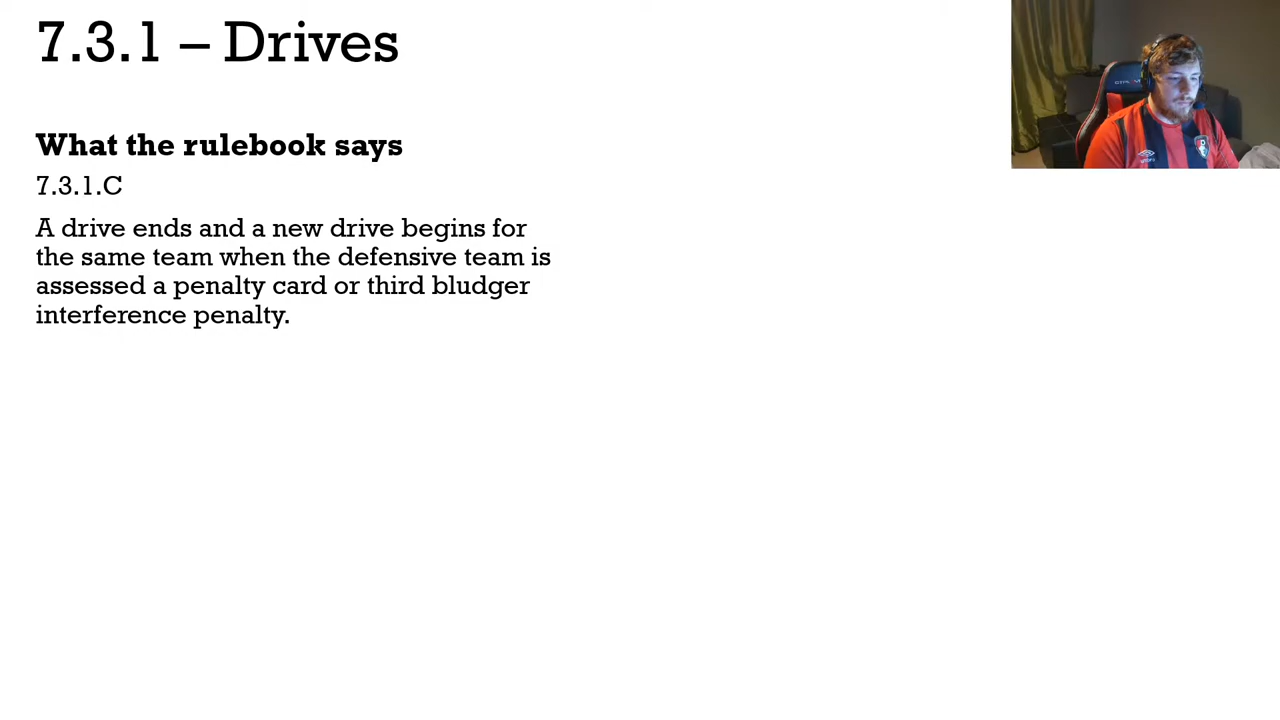 7.3.1 – Drives
What the rulebook says
7.3.1.C
A drive ends and a new drive begins for
the same team when the defensive team is
assessed a penalty card or third bludger
interference penalty.